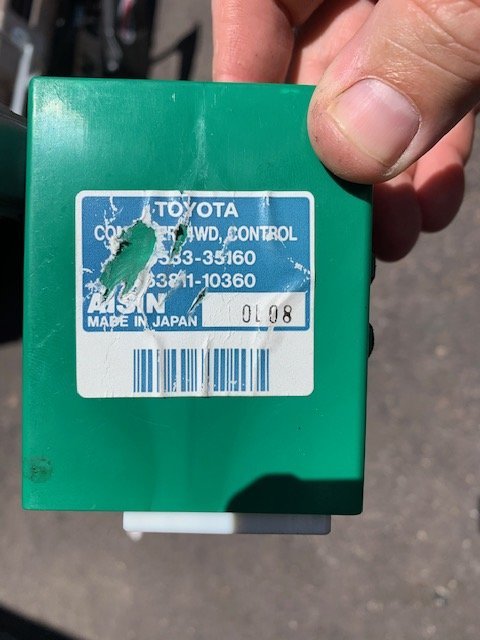 TOYOTA
4WD, CONTROL
533-35160
3811-10360
AISIN
MADE IN JAPAN 0L08